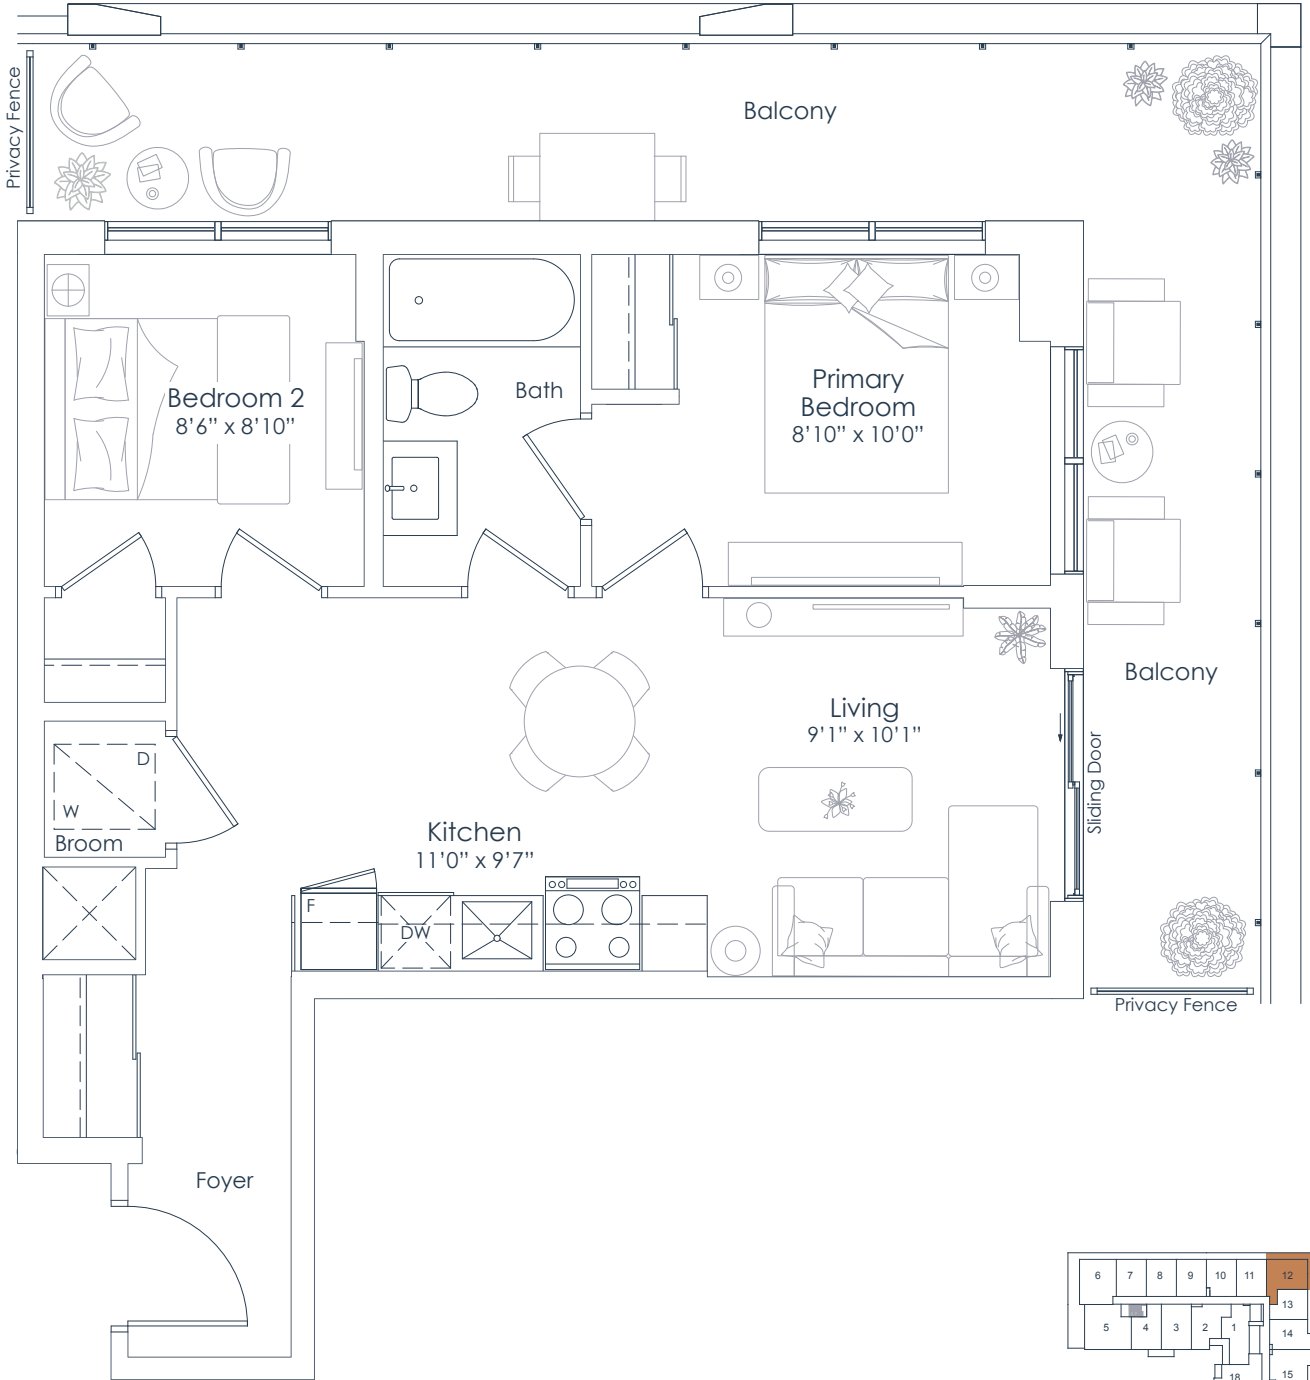 Privacy Fence
Balcony
Bedroom 2
8'6” x 8'10”
Bath
Primary
Bedroom
8'10” x 10'0”
Living
9'1” x 10'1”
Balcony
Sliding Door
D
W
Broom
Kitchen
11'0” x 9'7”
F
DW
Privacy Fence
Foyer
6 7 8 9 10 11 12
13
5 4 3 2 1
14
15
18